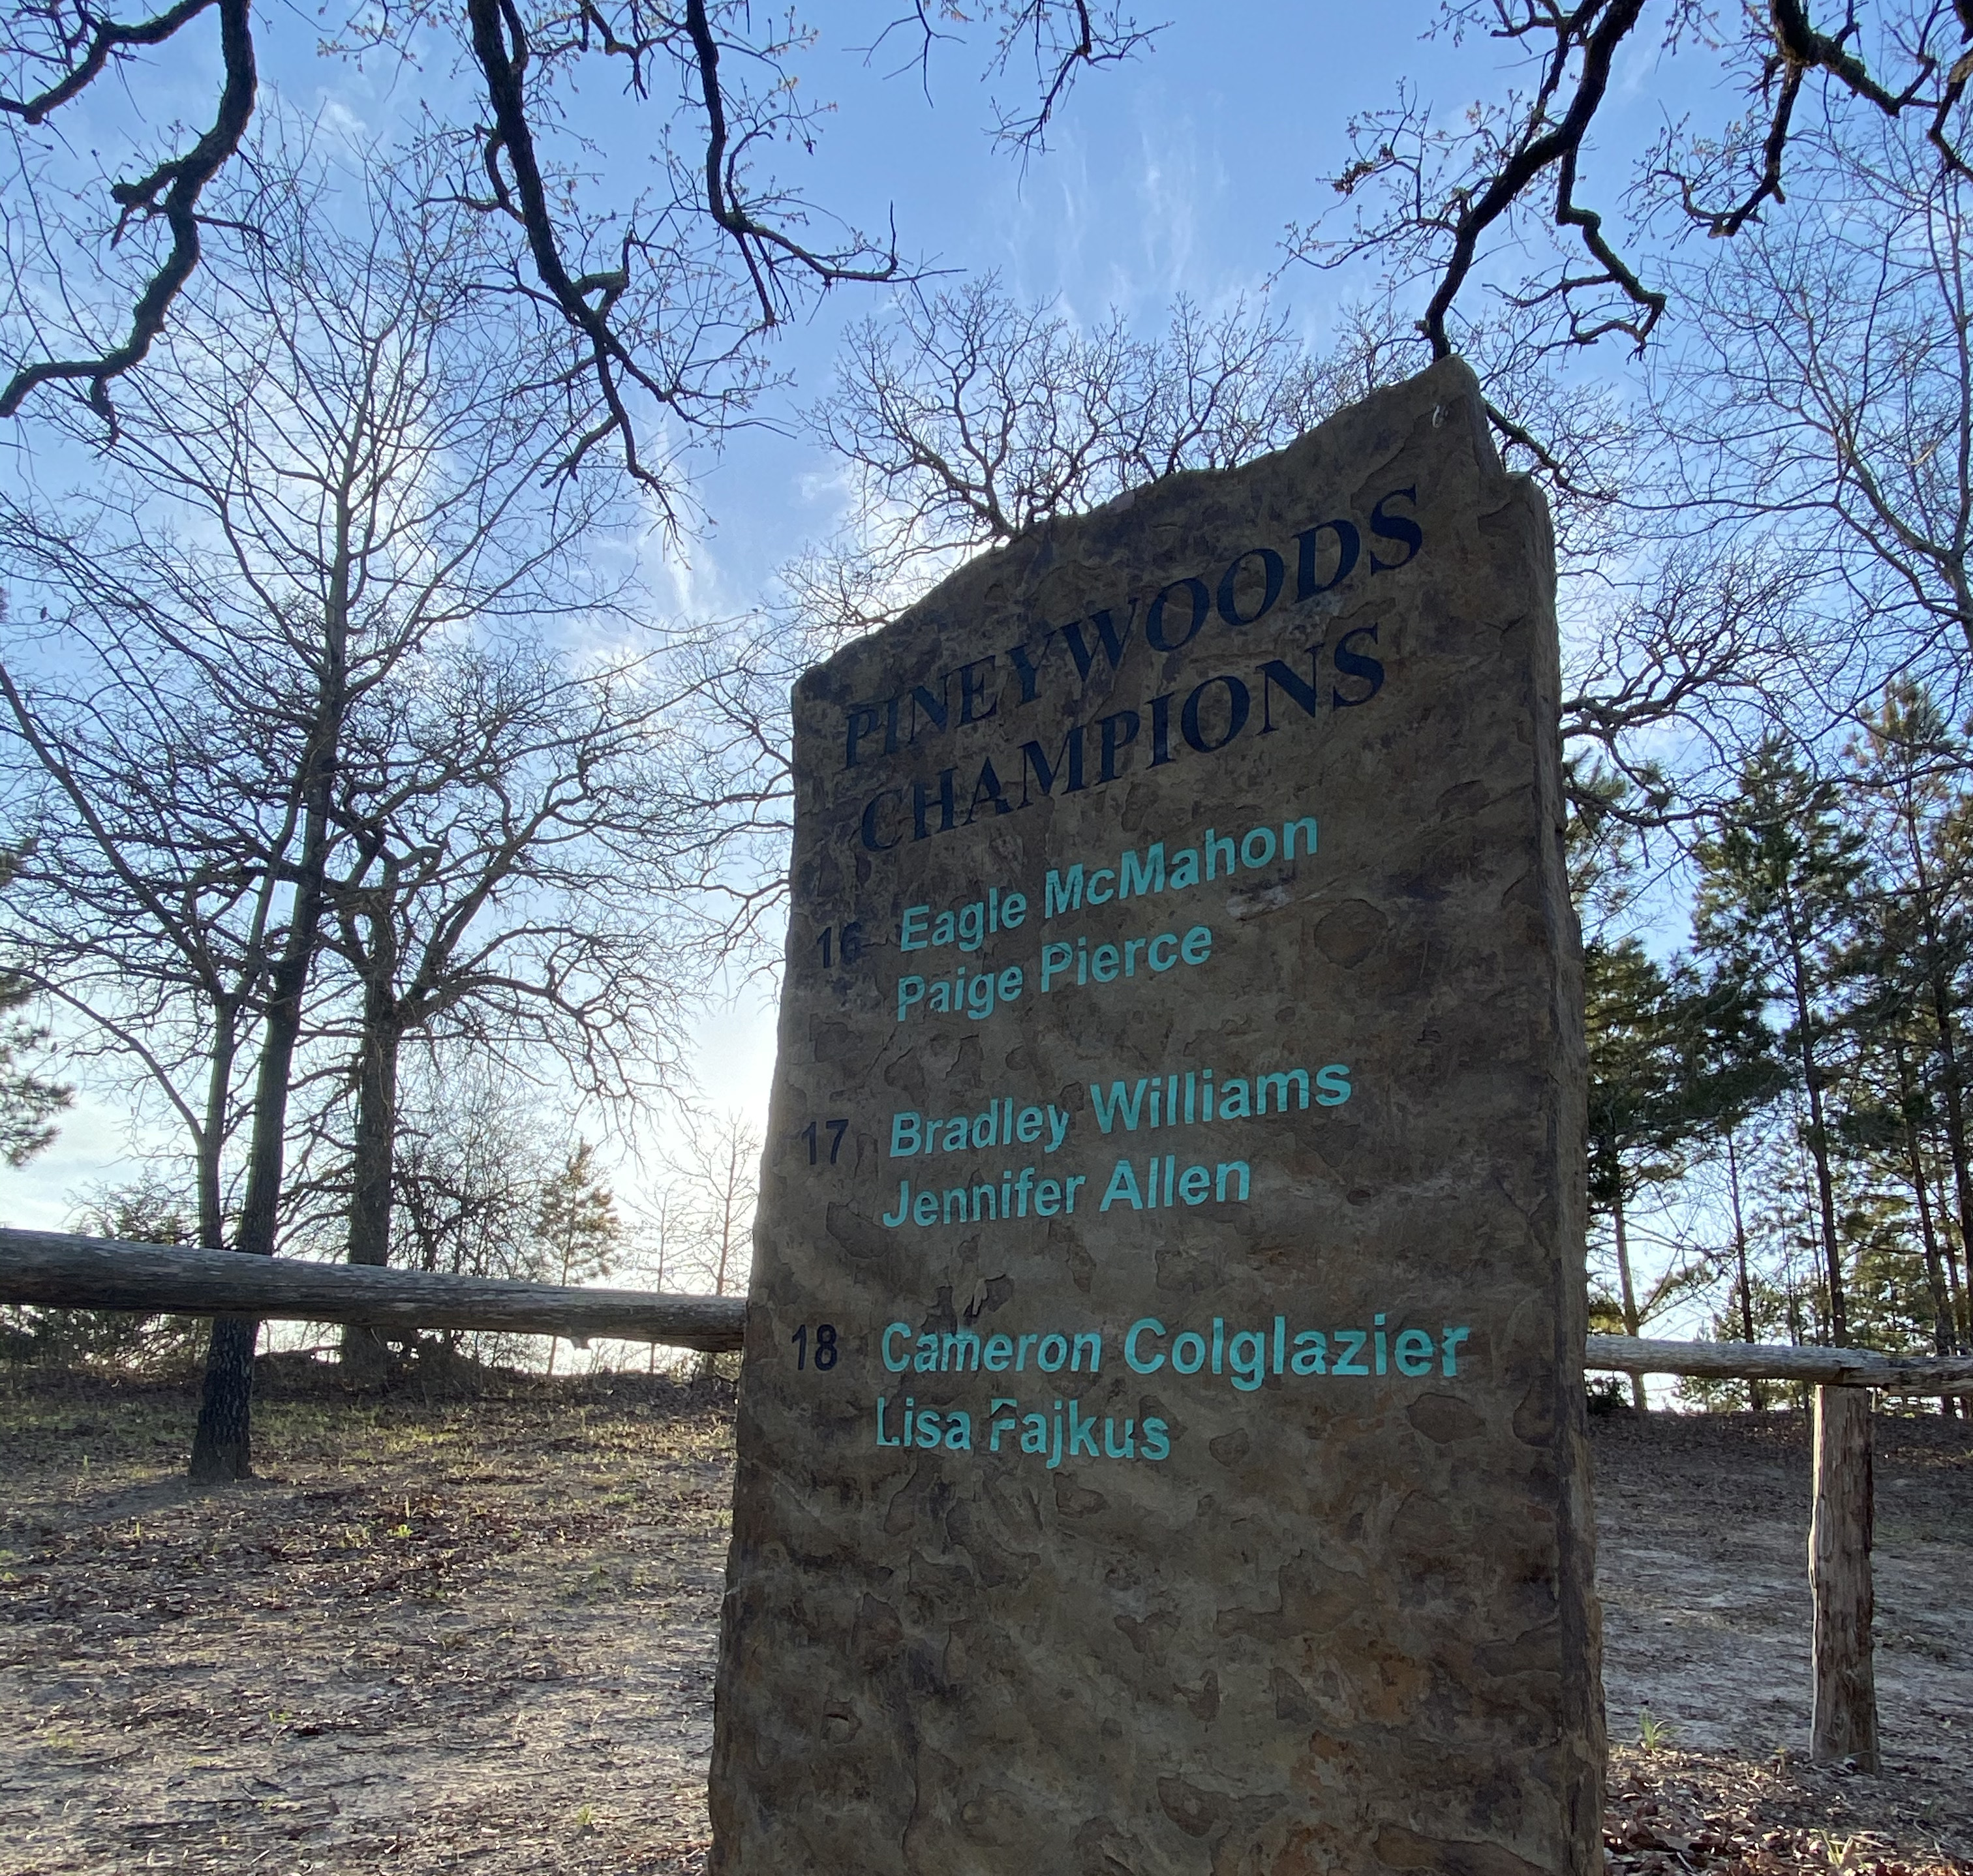 PINEYWOODS
CHAMPIONS
16 Eagle McMahon
Paige Pierce
17 Bradley Williams
Jennifer Allen
18 Cameron Colglazier
Lisa Fajkus